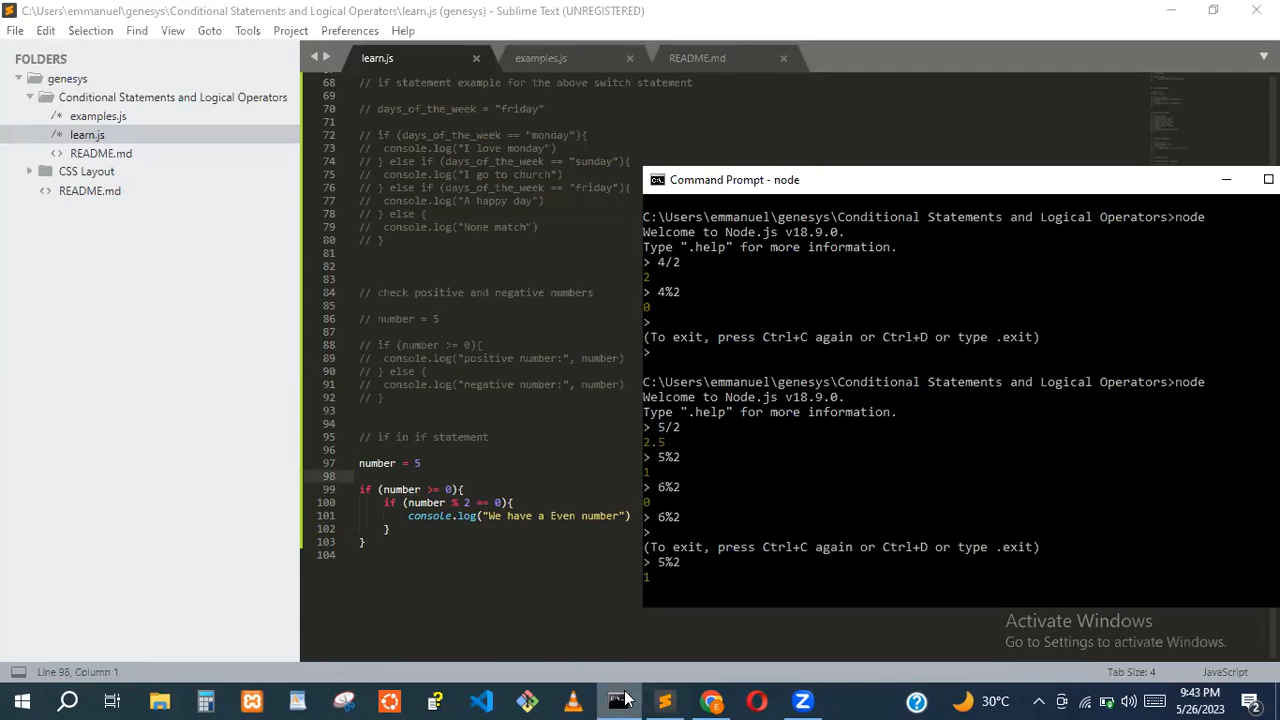 C:\Users\emmanuel\genesys\Conditional Statements and Logical Operators\learn.js (genesys) - Sublime Text (UNREGISTERED)
File Edit Selection Find View Goto Tools Project Preferences Help
FOLDERS
genesys
Conditional Statements and Logical Operators
/* examples.js
/* learn.js
<> README.md
CSS Layout
<> README.md
learn.js
examples.js
README.md
68 // if statement example for the above switch statement
69
70 // days_of_the_week = "friday"
71
72 // if (days_of_the_week == "monday"){
73 // console.log("I love monday")
74 // } else if (days_of_the_week == "sunday"){
75 // console.log("I go to church")
76 // } else if (days_of_the_week == "friday"){
77 // console.log("A happy day")
78 // } else {
79 // console.log("None match")
80 // }
81
82
83
84 // check positive and negative numbers
85
86 // number = 5
87
88 // if (number >= 0){
89 // console.log("positive number:", number)
90 // } else {
91 // console.log("negative number:", number)
92 // }
93
94
95 // if in if statement
96
97 number = 5
98
99 if (number >= 0){
100 if (number % 2 == 0){
101 console.log("We have a Even number")
102 }
103 }
104
Command Prompt - node
C:\Users\emmanuel\genesys\Conditional Statements and Logical Operators>node
Welcome to Node.js v18.9.0.
Type ".help" for more information.
> 4/2
2
> 4%2
0
>
(To exit, press Ctrl+C again or Ctrl+D or type .exit)
>
C:\Users\emmanuel\genesys\Conditional Statements and Logical Operators>node
Welcome to Node.js v18.9.0.
Type ".help" for more information.
> 5/2
2.5
> 5%2
1
> 6%2
0
> 6%2
>
(To exit, press Ctrl+C again or Ctrl+D or type .exit)
> 5%2
1
Activate Windows
Go to Settings to activate Windows.
Line 98, Column 1
Tab Size: 4
JavaScript
30°C
9:43 PM
5/26/2023
2